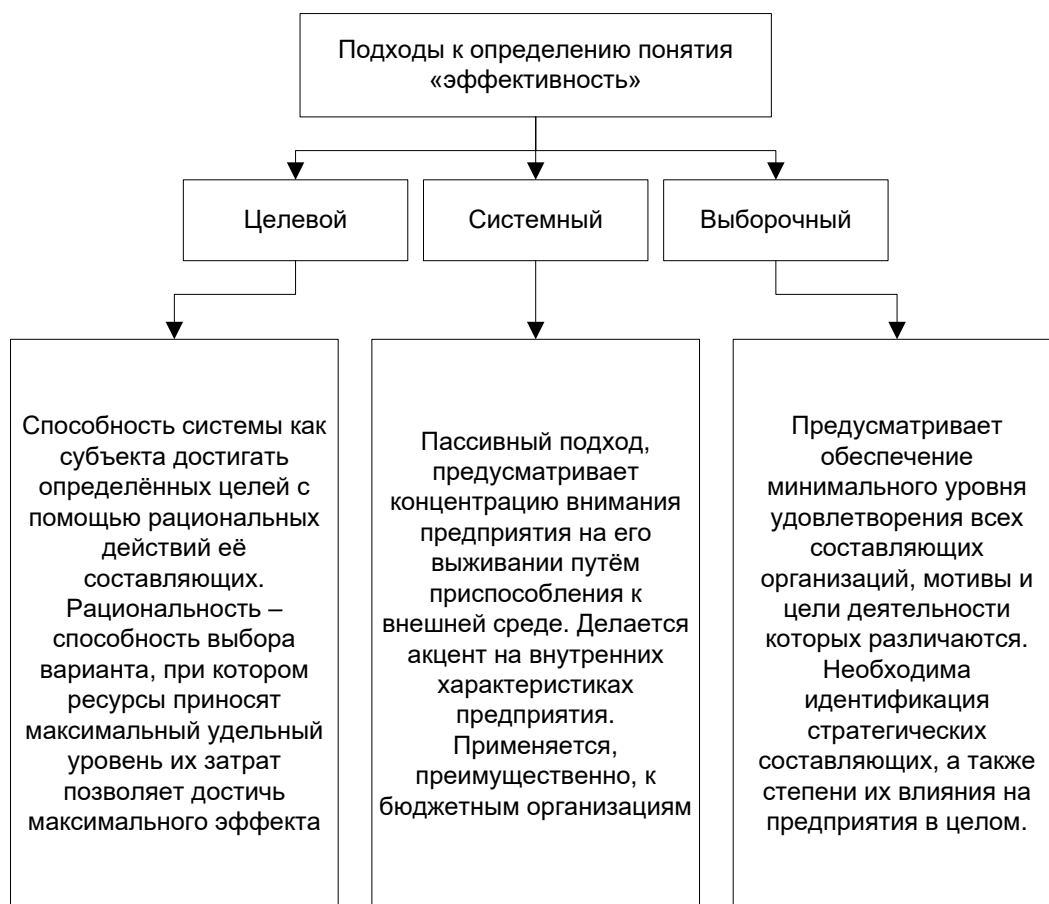 Подходы к определению понятия
«эффективность»
Целевой
Системный
Выборочный
Способность системы как
субъекта достигать
определённых целей с
помощью рациональных
действий её
составляющих.
Рациональность –
способность выбора
варианта, при котором
ресурсы приносят
максимальный удельный
уровень их затрат
позволяет достичь
максимального эффекта
Пассивный подход,
предусматривает
концентрацию внимания
предприятия на его
выживании путём
приспособления к
внешней среде. Делается
акцент на внутренних
характеристиках
предприятия.
Применяется,
преимущественно, к
бюджетным организациям
Предусматривает
обеспечение
минимального уровня
удовлетворения всех
составляющих
организаций, мотивы и
цели деятельности
которых различаются.
Необходима
идентификация
стратегических
составляющих, а также
степени их влияния на
предприятия в целом.